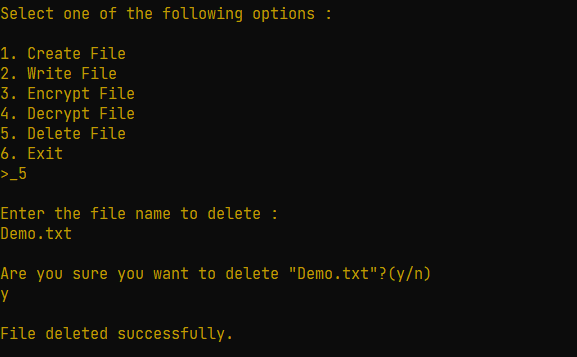 Select one of the following options :
1. Create File
2. Write File
3. Encrypt File
4. Decrypt File
5. Delete File
6. Exit
>_5
Enter the file name to delete :
Demo.txt
Are you sure you want to delete "Demo.txt"?(y/n)
y
File deleted successfully.